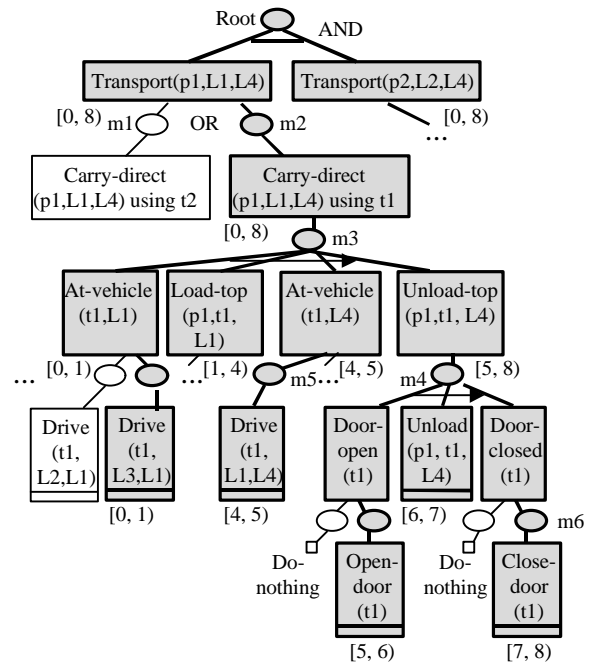 Root
AND
Transport(p1,L1,L4)
Transport(p2,L2,L4)
[0, 8)
m1
OR
m2
[0, 8)
...
Carry-direct
(p1,L1,L4) using t2
Carry-direct
(p1,L1,L4) using t1
[0, 8)
m3
At-vehicle
(t1,L1)
Load-top
(p1,t1,
L1)
At-vehicle
(t1,L4)
Unload-top
(p1,t1, L4)
...
[0, 1)
...
[1, 4)
m5
...
[4, 5)
m4
[5, 8)
Drive
(t1,
L2,L1)
Drive
(t1,
L3,L1)
Drive
(t1,
L1,L4)
Door-
open
(t1)
Unload
(p1, t1,
L4)
Door-
closed
(t1)
[0, 1)
[4, 5)
[6, 7)
m6
Do-
nothing
Open-
door
(t1)
Do-
nothing
Close-
door
(t1)
[5, 6)
[7, 8)